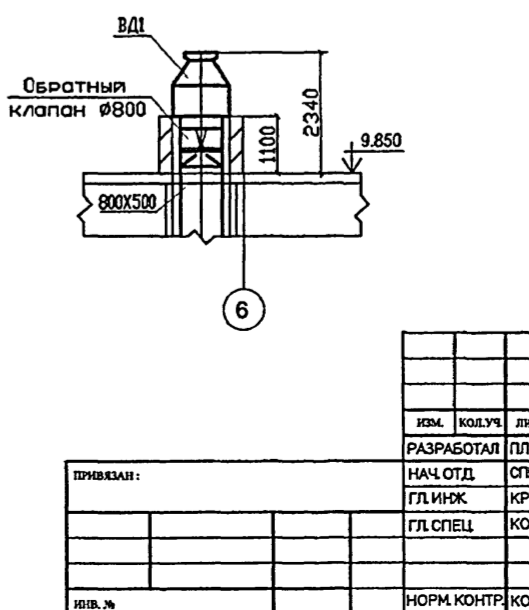 ВД1
Обратный
клапан Ø800
1100
2340
9.850
800X500
6
ИЗМ. КОЛ.УЧ.
РАЗРАБОТАЛ
ПРИВЯЗАН:
НАЧ. ОТД.
ГЛ. ИНЖ.
ГЛ. СПЕЦ.
ИНВ. №
НОРМ. КОНТР.